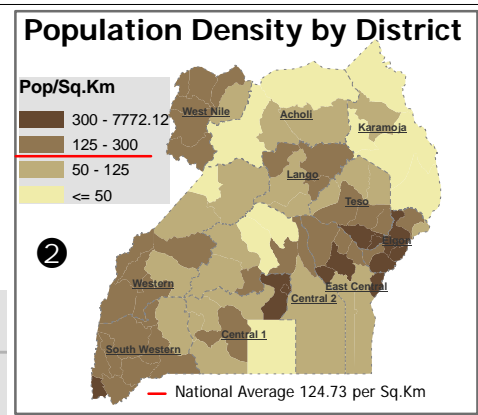 Population Density by District
Pop/Sq.Km
300 - 7772.12
125 - 300
50 - 125
<= 50
West Nile
Acholi
Karamoja
Lango
Teso
Elgon
❷
Western
East Central
Central 2
Central 1
South Western
National Average 124.73 per Sq.Km